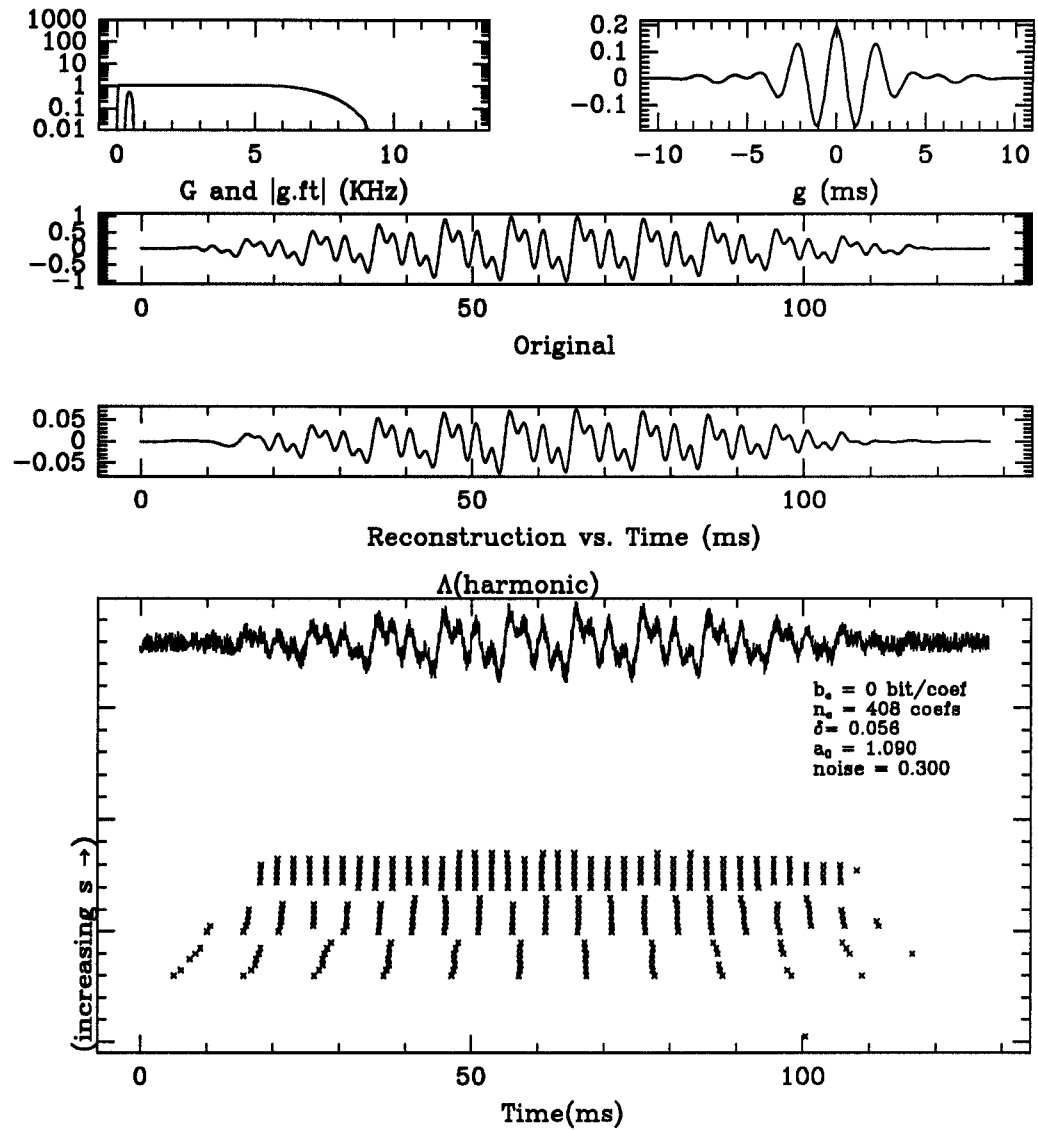 1000
100
10
1
0.1
0.01
0 5 10
G and |g.ft| (KHz)
0.2
0.1
0
−0.1
−10 −5 0 5 10
g (ms)
1
0.5
0
−0.5
−1
0 50 100
Original
0.05
0
−0.05
0 50 100
Reconstruction vs. Time (ms)
Λ(harmonic)
bₑ = 0 bit/coef
nₑ = 408 coefs
δ= 0.056
a₀ = 1.090
noise = 0.300
(increasing s →)
0 50 100
Time(ms)